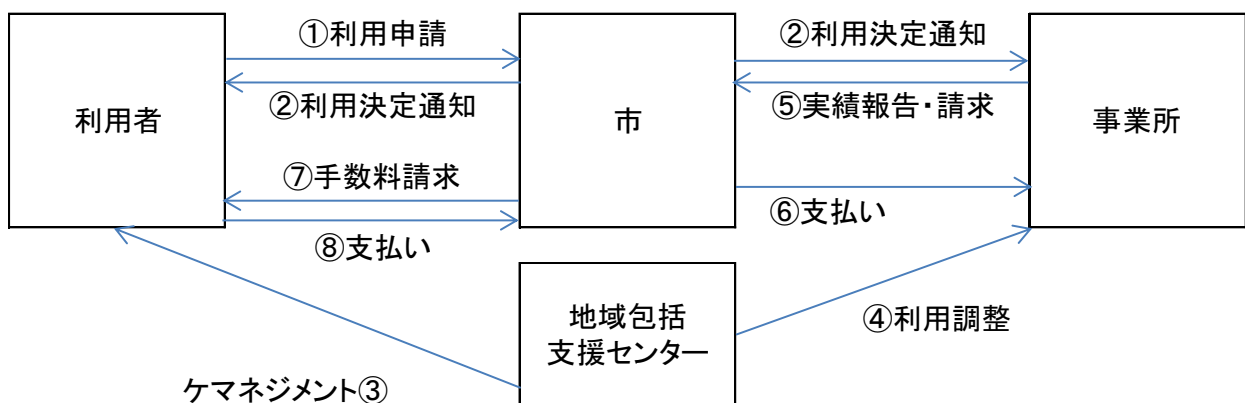 ①利用申請
②利用決定通知
利用者
②利用決定通知
市
⑤実績報告・請求
事業所
⑦手数料請求
⑧支払い
⑥支払い
地域包括
支援センター
④利用調整
ケマネジメント③